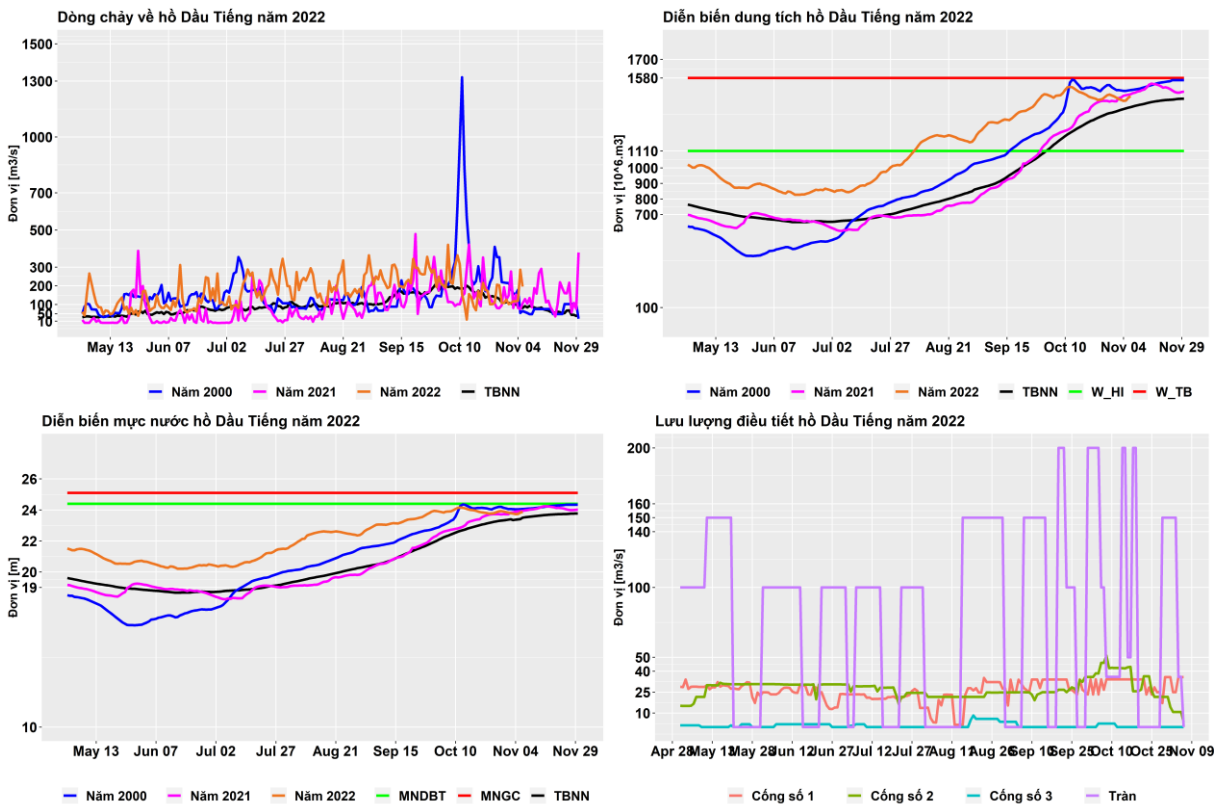 Dòng chảy về hồ Dầu Tiếng năm 2022
Đơn vị [m3/s]
1500
1300
1000
700
500
300
200
100
50
10
May 13 Jun 07 Jul 02 Jul 27 Aug 21 Sep 15 Oct 10 Nov 04 Nov 29
Năm 2000 Năm 2021 Năm 2022 TBNN
Diễn biến dung tích hồ Dầu Tiếng năm 2022
Đơn vị [10^6.m3]
1700
1580
1110
1000
900
800
700
100
May 13 Jun 07 Jul 02 Jul 27 Aug 21 Sep 15 Oct 10 Nov 04 Nov 29
Năm 2000 Năm 2021 Năm 2022 TBNN W_HI W_TB
Diễn biến mực nước hồ Dầu Tiếng năm 2022
Đơn vị [m]
26
24
22
20
19
10
May 13 Jun 07 Jul 02 Jul 27 Aug 21 Sep 15 Oct 10 Nov 04 Nov 29
Năm 2000 Năm 2021 Năm 2022 MNDBT MNGC TBNN
Lưu lượng điều tiết hồ Dầu Tiếng năm 2022
Đơn vị [m3/s]
200
160
150
140
100
50
40
25
10
Apr 28 May 13 May 28 Jun 12 Jun 27 Jul 12 Jul 27 Aug 11 Aug 26 Sep 10 Sep 25 Oct 10 Oct 25 Nov 09
Cống số 1 Cống số 2 Cống số 3 Tràn